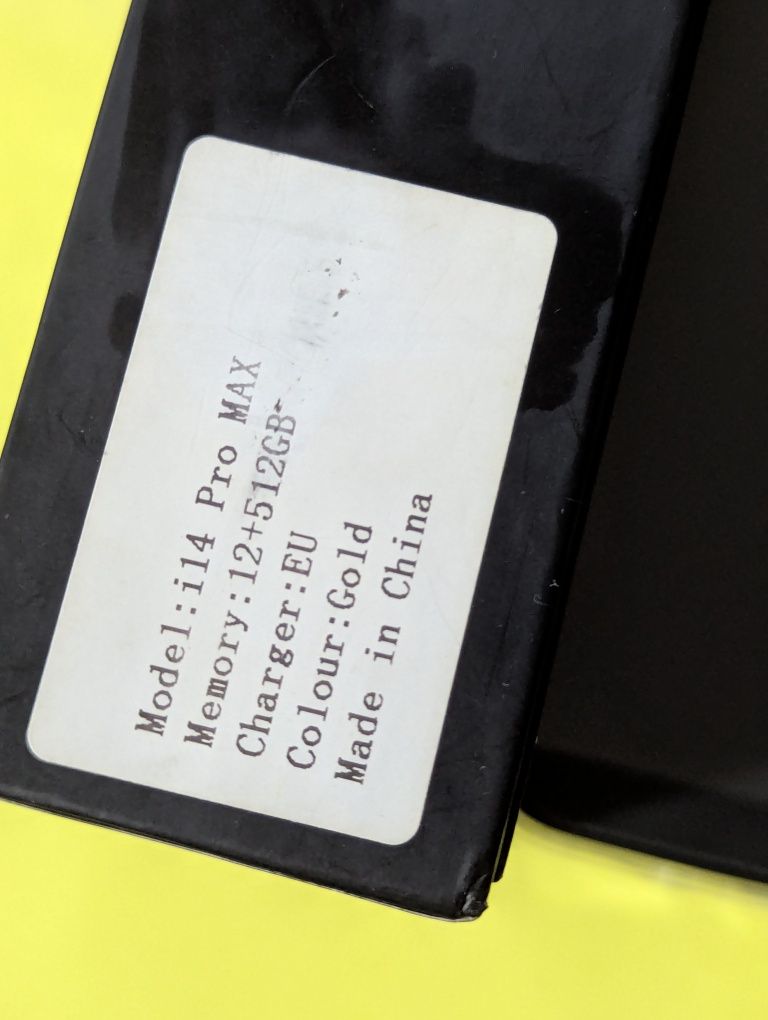 Model:i14 Pro MAX
Memory:12+512GB
Charger:EU
Colour:Gold
Made in China